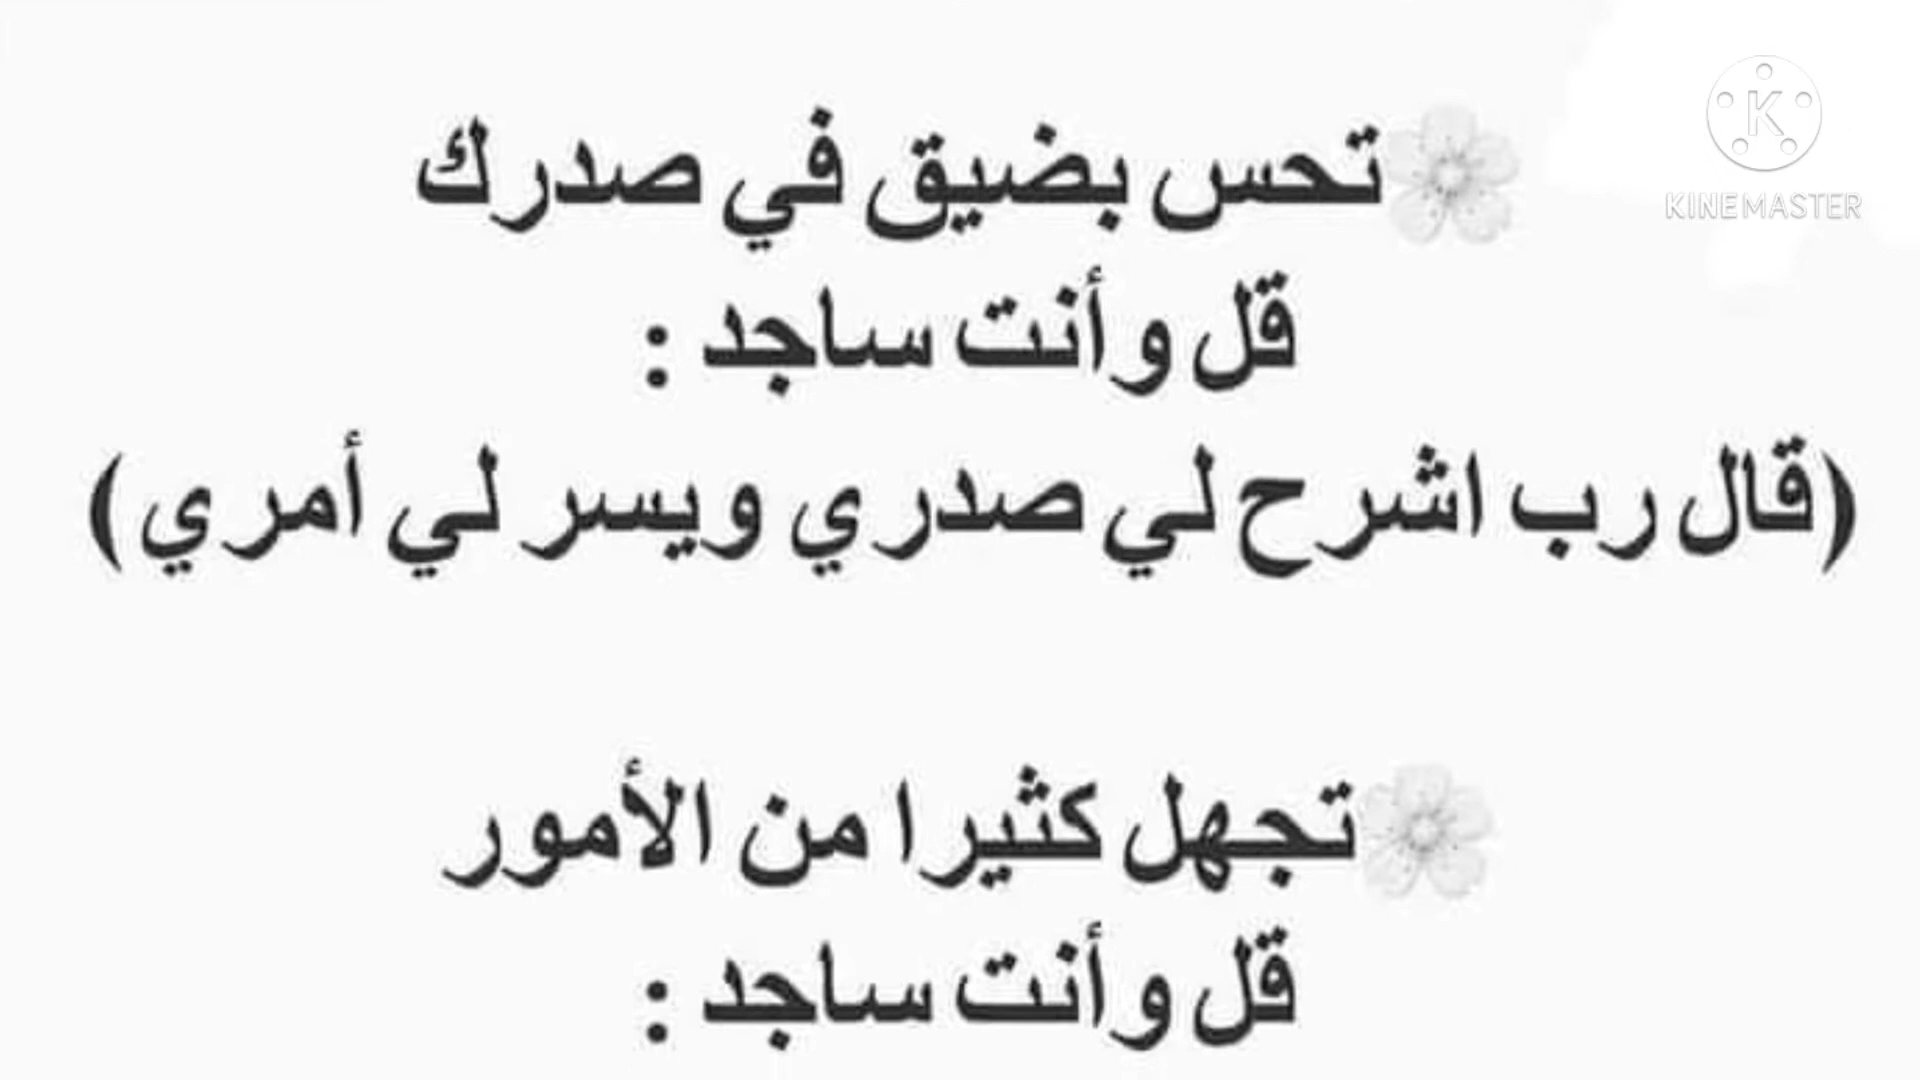 تحس بضيق في صدرك
قل وأنت ساجد :
(قال رب اشرح لي صدري ويسر لي أمري)
تجهل كثيرا من الأمور
قل وأنت ساجد :
K
KINEMASTER